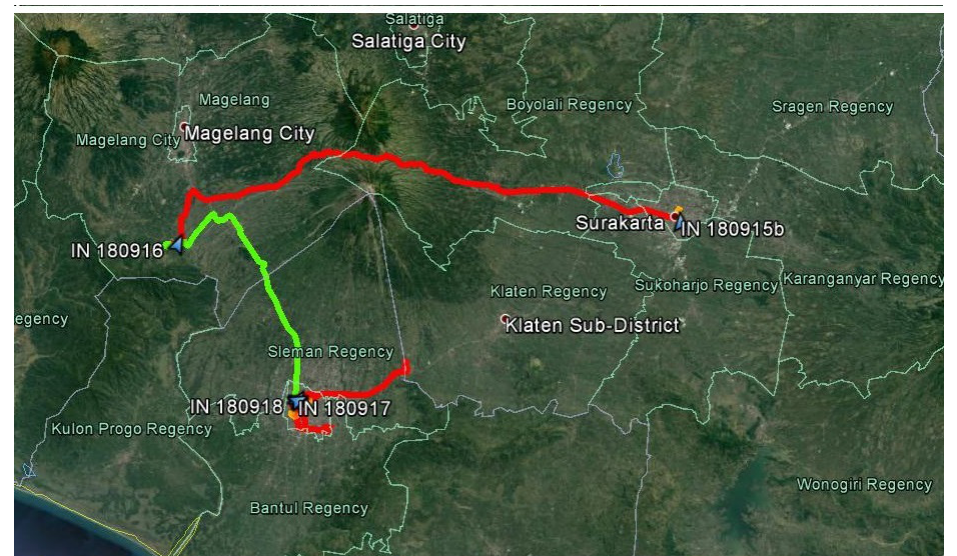 Salatiga
Salatiga City
Magelang
Boyolali Regency
Sragen Regency
Magelang City
Magelang City
Surakarta
IN 180915b
IN 180916
Klaten Regency
Sukoharjo Regency
Karanganyar Regency
egency
Klaten Sub-District
Sleman Regency
IN 180918
IN 180917
Kulon Progo Regency
Wonogiri Regency
Bantul Regency